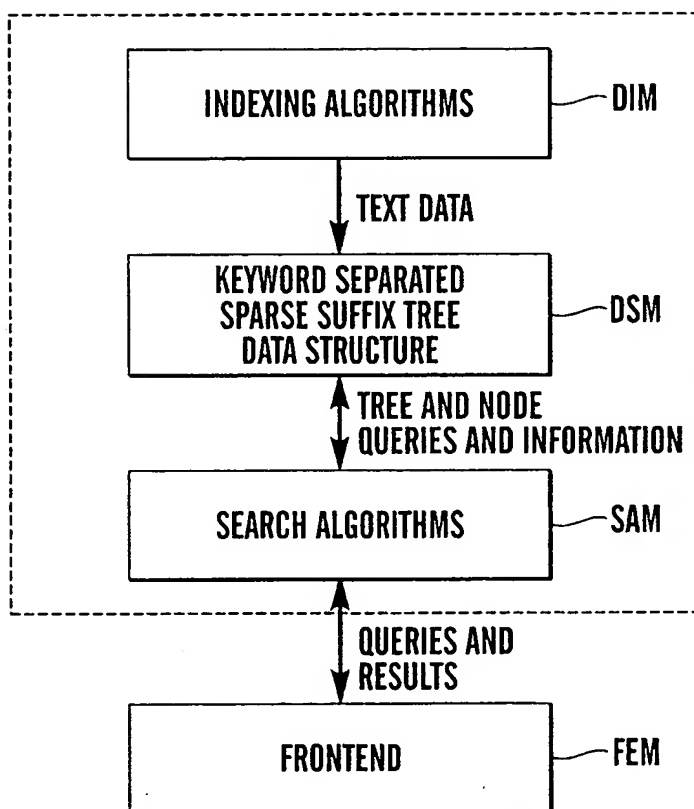 INDEXING ALGORITHMS
DIM
TEXT DATA
KEYWORD SEPARATED
SPARSE SUFFIX TREE
DATA STRUCTURE
DSM
TREE AND NODE
QUERIES AND INFORMATION
SEARCH ALGORITHMS
SAM
QUERIES AND
RESULTS
FRONTEND
FEM